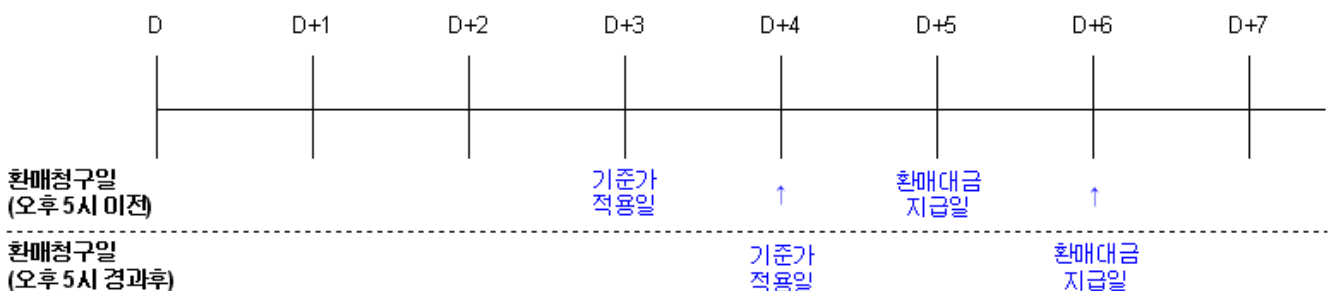 D D+1 D+2 D+3 D+4 D+5 D+6 D+7
환매청구일 기준가 ↑ 환매대금 ↑
(오후 5시 이전) 적용일 지급일
환매청구일 기준가 환매대금
(오후 5시 경과후) 적용일 지급일